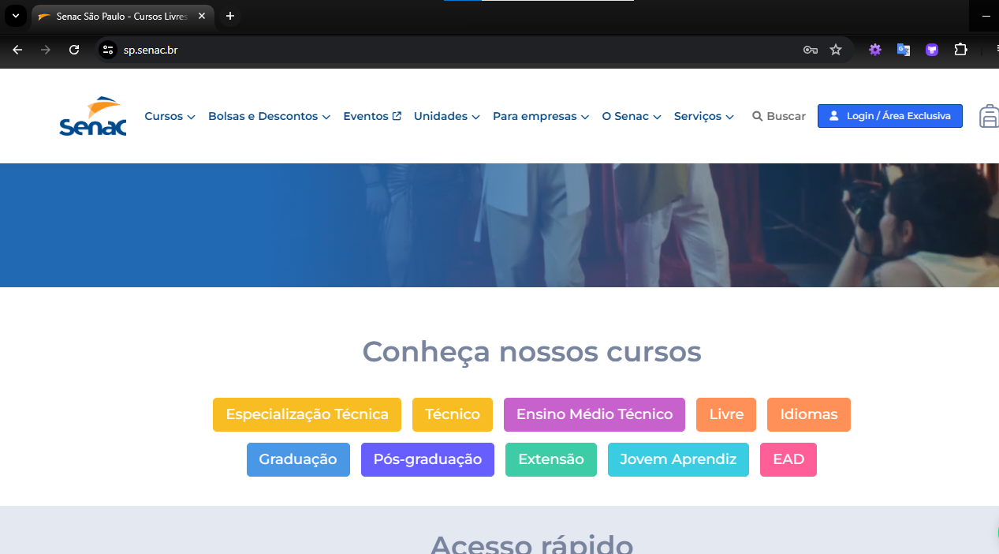 Senac São Paulo - Cursos Livres
sp.senac.br
senac
Cursos Bolsas e Descontos Eventos Unidades Para empresas O Senac Serviços Buscar Login / Área Exclusiva
Conheça nossos cursos
Especialização Técnica Técnico Ensino Médio Técnico Livre Idiomas
Graduação Pós-graduação Extensão Jovem Aprendiz EAD
Acesso rápido